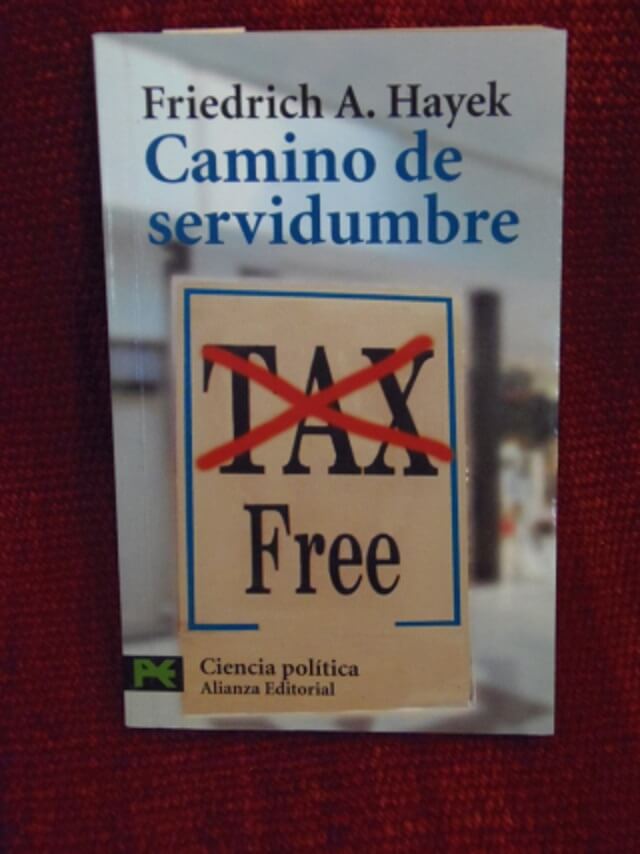 Friedrich A. Hayek
Camino de
servidumbre
TAX
Free
Ciencia política
Alianza Editorial